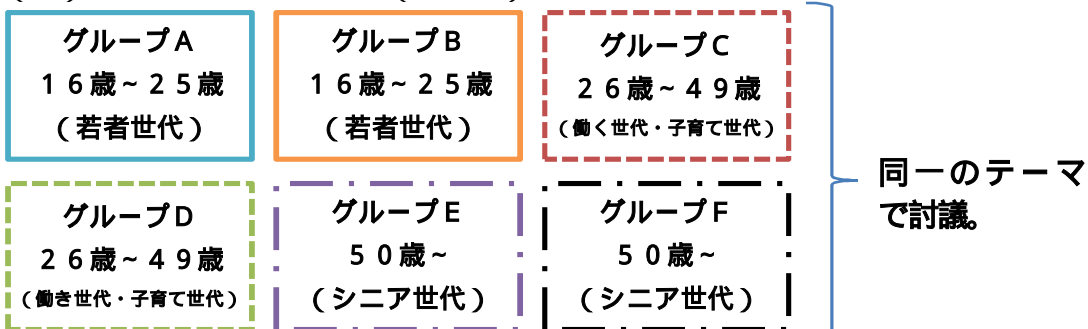 グループA
16歳~25歳
(若者世代)
グループB
16歳~25歳
(若者世代)
グループC
26歳~49歳
(働く世代・子育て世代)
グループD
26歳~49歳
(働き世代・子育て世代)
グループE
50歳~
(シニア世代)
グループF
50歳~
(シニア世代)
同一のテーマ
で討議。